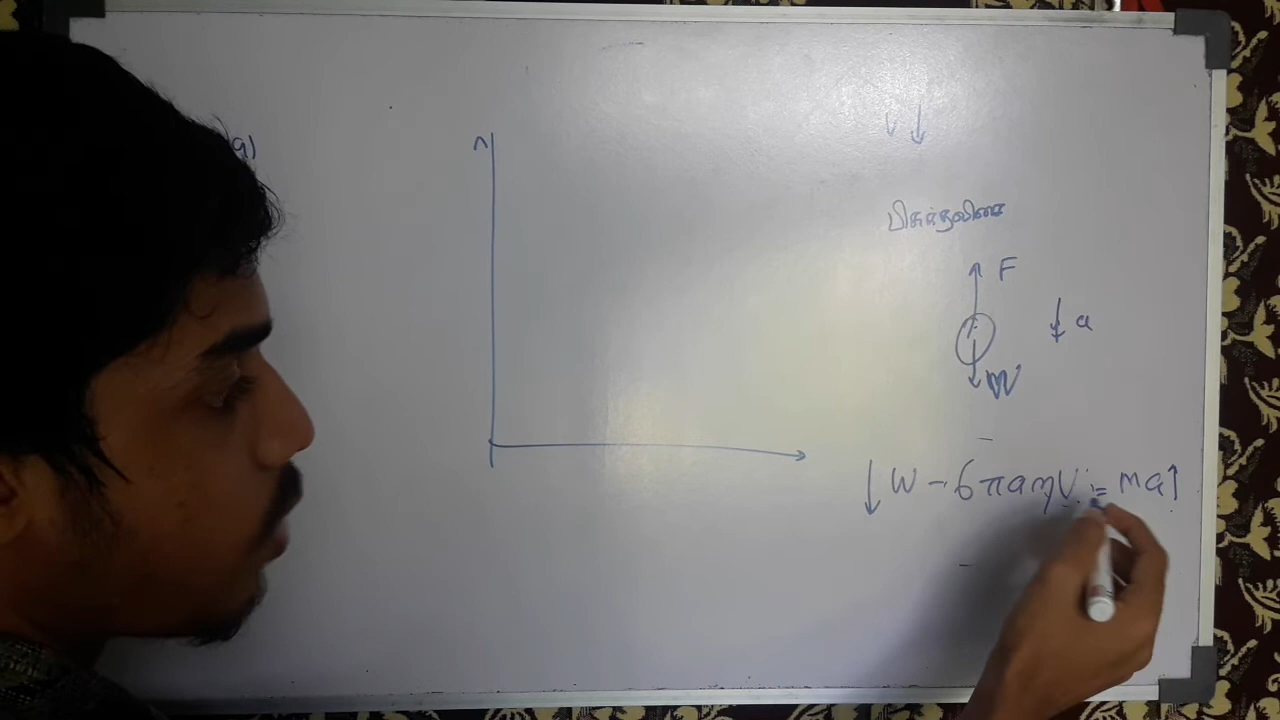 a)
V ↓
பிசுக்குவிசை
↑ F
↓ a
W
↓ W - 6πaηV = ma↑